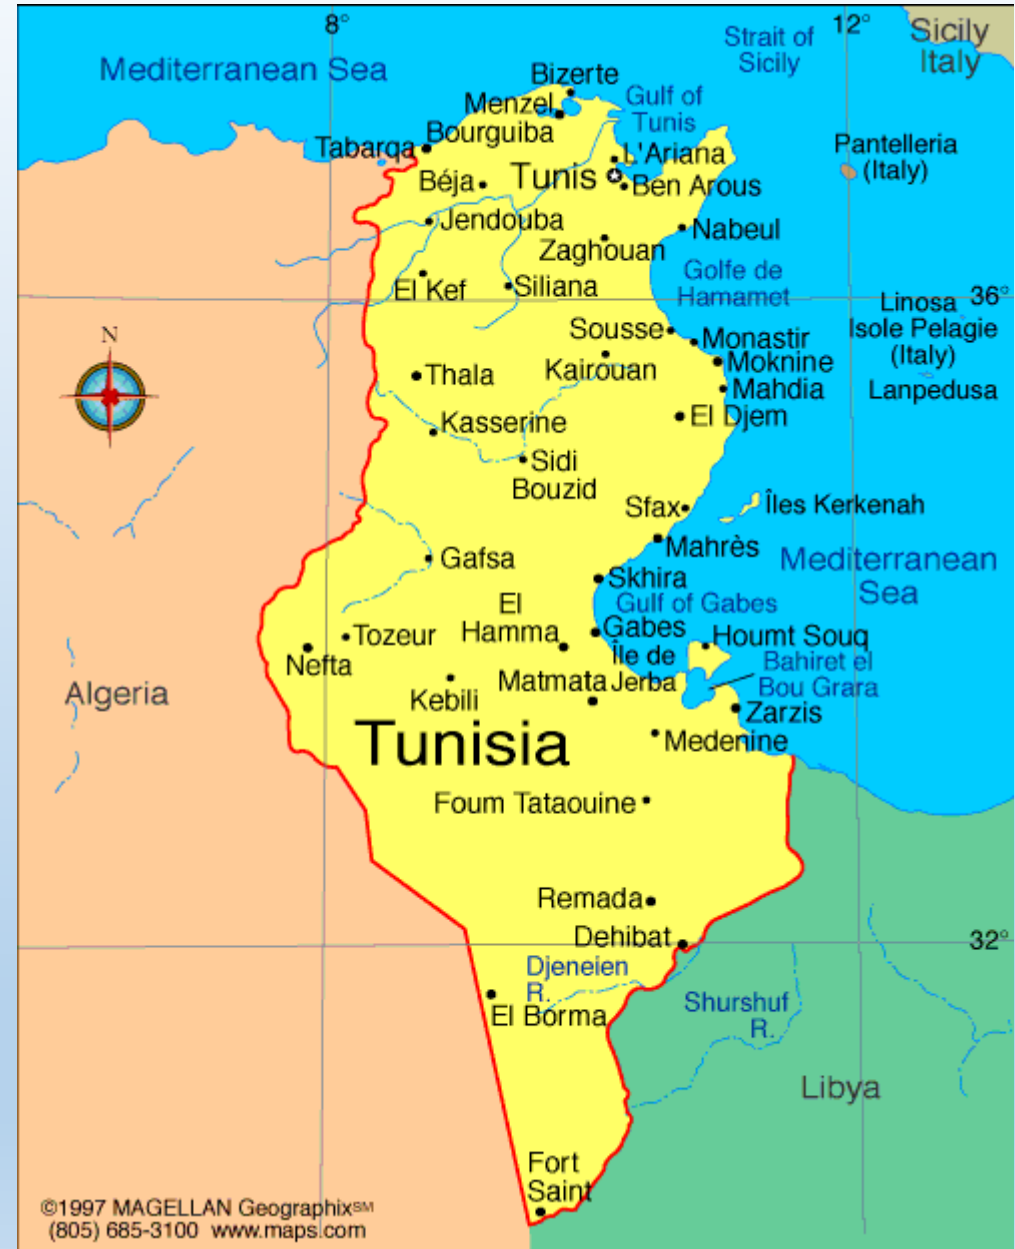 8°
12°
Sicily
Italy
Strait of
Sicily
Mediterranean Sea
Bizerte
Menzel
Bourguiba
Gulf of
Tunis
Tabarqa
L'Ariana
Pantelleria
(Italy)
Béja
Tunis
Ben Arous
Jendouba
Nabeul
Zaghouan
Golfe de
Hamamet
El Kef
Siliana
36°
Linosa
Isole Pelagie
(Italy)
Lanpedusa
N
Sousse
Monastir
Kairouan
Moknine
Thala
Mahdia
El Djem
Kasserine
Sidi
Bouzid
Sfax
Îles Kerkenah
Mahrès
Mediterranean
Sea
Gafsa
Skhira
Gulf of Gabes
El
Hamma
Gabes
Houmt Souq
Tozeur
Nefta
Île de
Jerba
Bahiret el
Bou Grara
Algeria
Kebili
Matmata
Zarzis
Tunisia
Medenine
Foum Tataouine
Remada
Dehibat
32°
Djeneien
R.
El Borma
Shurshuf
R.
Libya
Fort
Saint
©1997 MAGELLAN Geographix℠
(805) 685-3100 www.maps.com